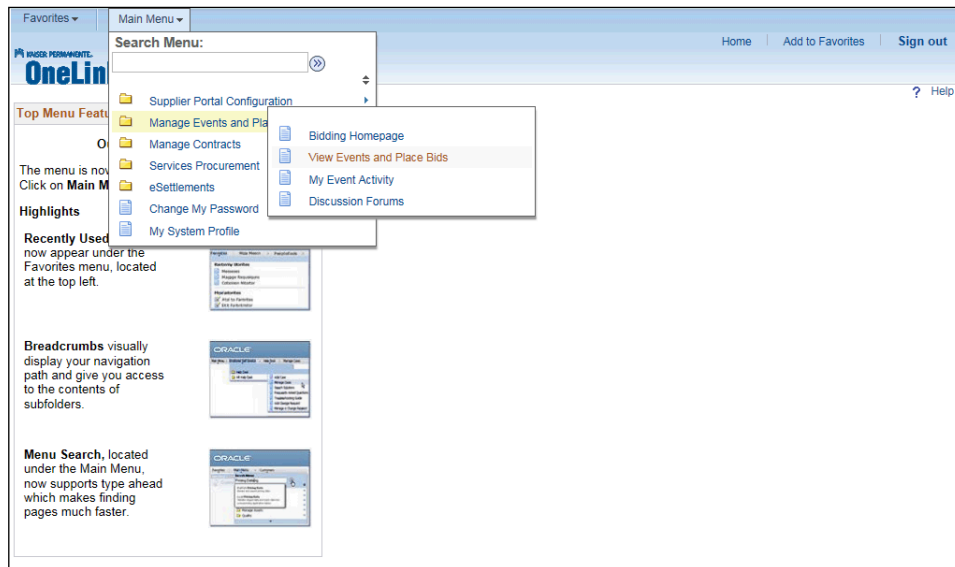 Favorites Main Menu
Search Menu:
Home Add to Favorites Sign out
KAISER PERMANENTE.
OneLin
Help
Supplier Portal Configuration
Top Menu Featu
Manage Events and Pla
Bidding Homepage
Manage Contracts
View Events and Place Bids
Services Procurement
My Event Activity
eSettlements
Discussion Forums
Change My Password
My System Profile
The menu is now
Click on Main M
Highlights
Recently Used
now appear under the
Favorites menu, located
at the top left.
Breadcrumbs visually
display your navigation
path and give you access
to the contents of
subfolders.
ORACLE
Menu Search, located
under the Main Menu,
now supports type ahead
which makes finding
pages much faster.
ORACLE